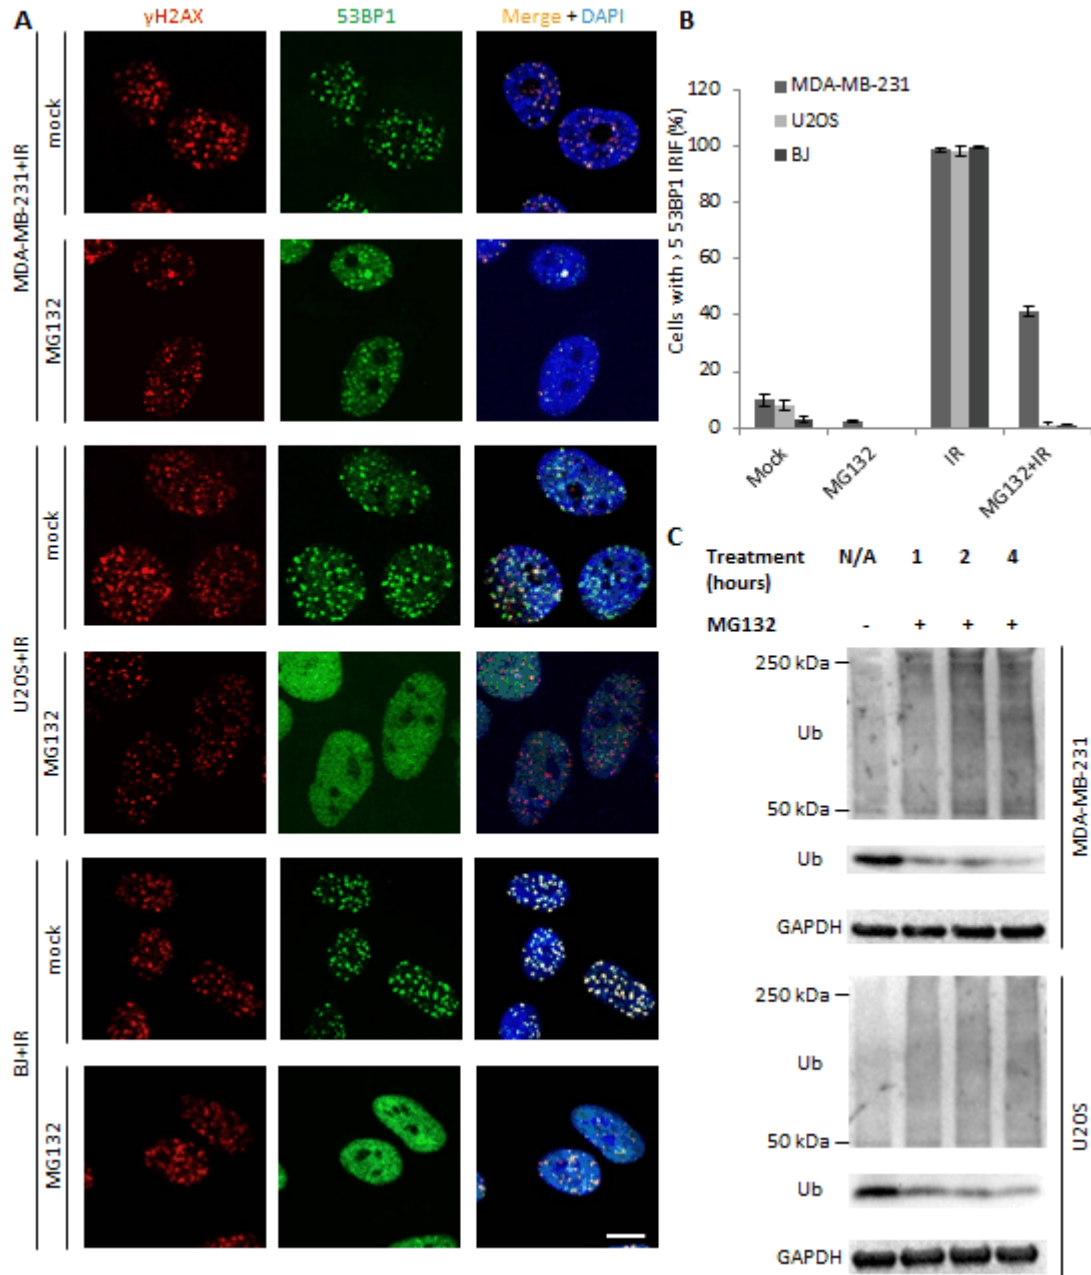 A
γH2AX
53BP1
Merge + DAPI
MDA-MB-231+IR
mock
MG132
U2OS+IR
mock
MG132
BJ+IR
mock
MG132
B
Cells with > 5 53BP1 IRIF (%)
120
100
80
60
40
20
0
MDA-MB-231
U2OS
BJ
Mock
MG132
IR
MG132+IR
C
Treatment N/A 1 2 4
(hours)
MG132 - + + +
250 kDa
Ub
50 kDa
Ub
GAPDH
MDA-MB-231
250 kDa
Ub
50 kDa
Ub
GAPDH
U2OS